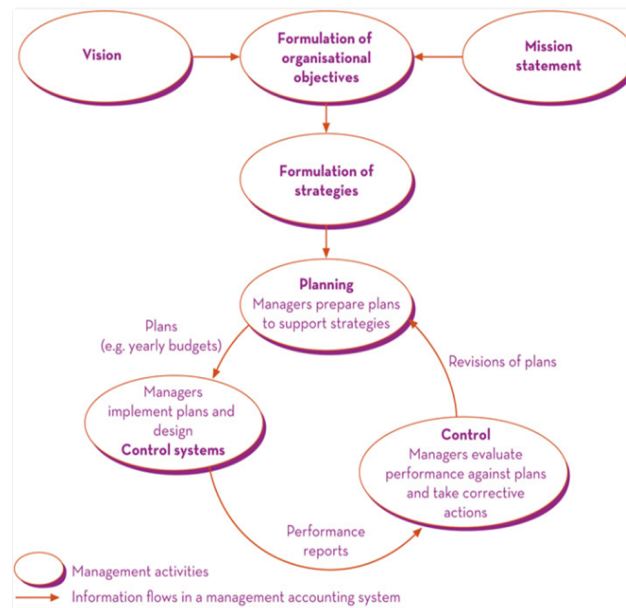 Vision
Formulation of
organisational
objectives
Mission
statement
Formulation of
strategies
Planning
Managers prepare plans
to support strategies
Plans
(e.g. yearly budgets)
Revisions of plans
Managers
implement plans and
design
Control systems
Control
Managers evaluate
performance against plans
and take corrective
actions
Performance
reports
Management activities
Information flows in a management accounting system